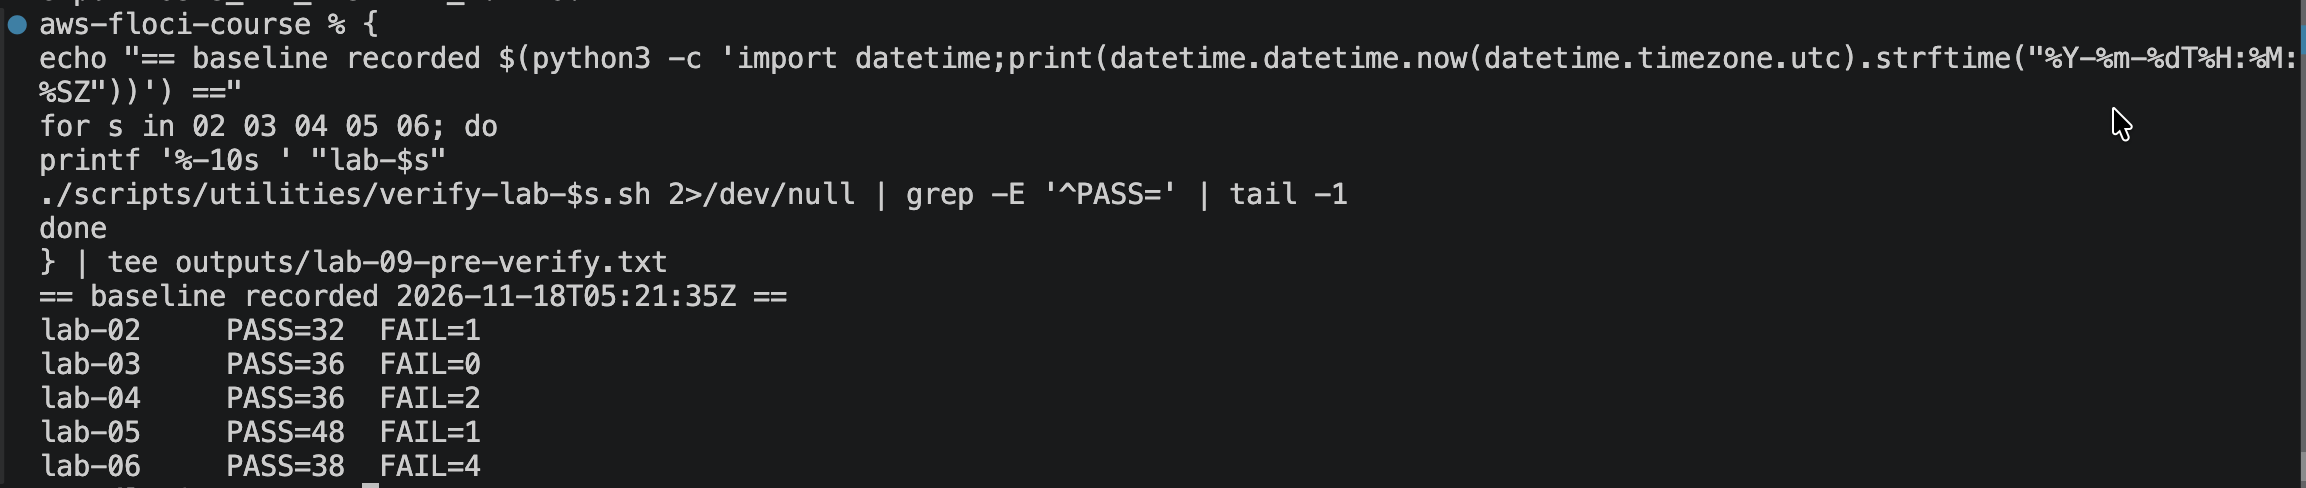 aws-floci-course % {
echo "== baseline recorded $(python3 -c 'import datetime;print(datetime.datetime.now(datetime.timezone.utc).strftime("%Y-%m-%dT%H:%M:
%SZ"))') =="
for s in 02 03 04 05 06; do
printf '%-10s ' "lab-$s"
./scripts/utilities/verify-lab-$s.sh 2>/dev/null | grep -E '^PASS=' | tail -1
done
} | tee outputs/lab-09-pre-verify.txt
== baseline recorded 2026-11-18T05:21:35Z ==
lab-02     PASS=32  FAIL=1
lab-03     PASS=36  FAIL=0
lab-04     PASS=36  FAIL=2
lab-05     PASS=48  FAIL=1
lab-06     PASS=38  FAIL=4